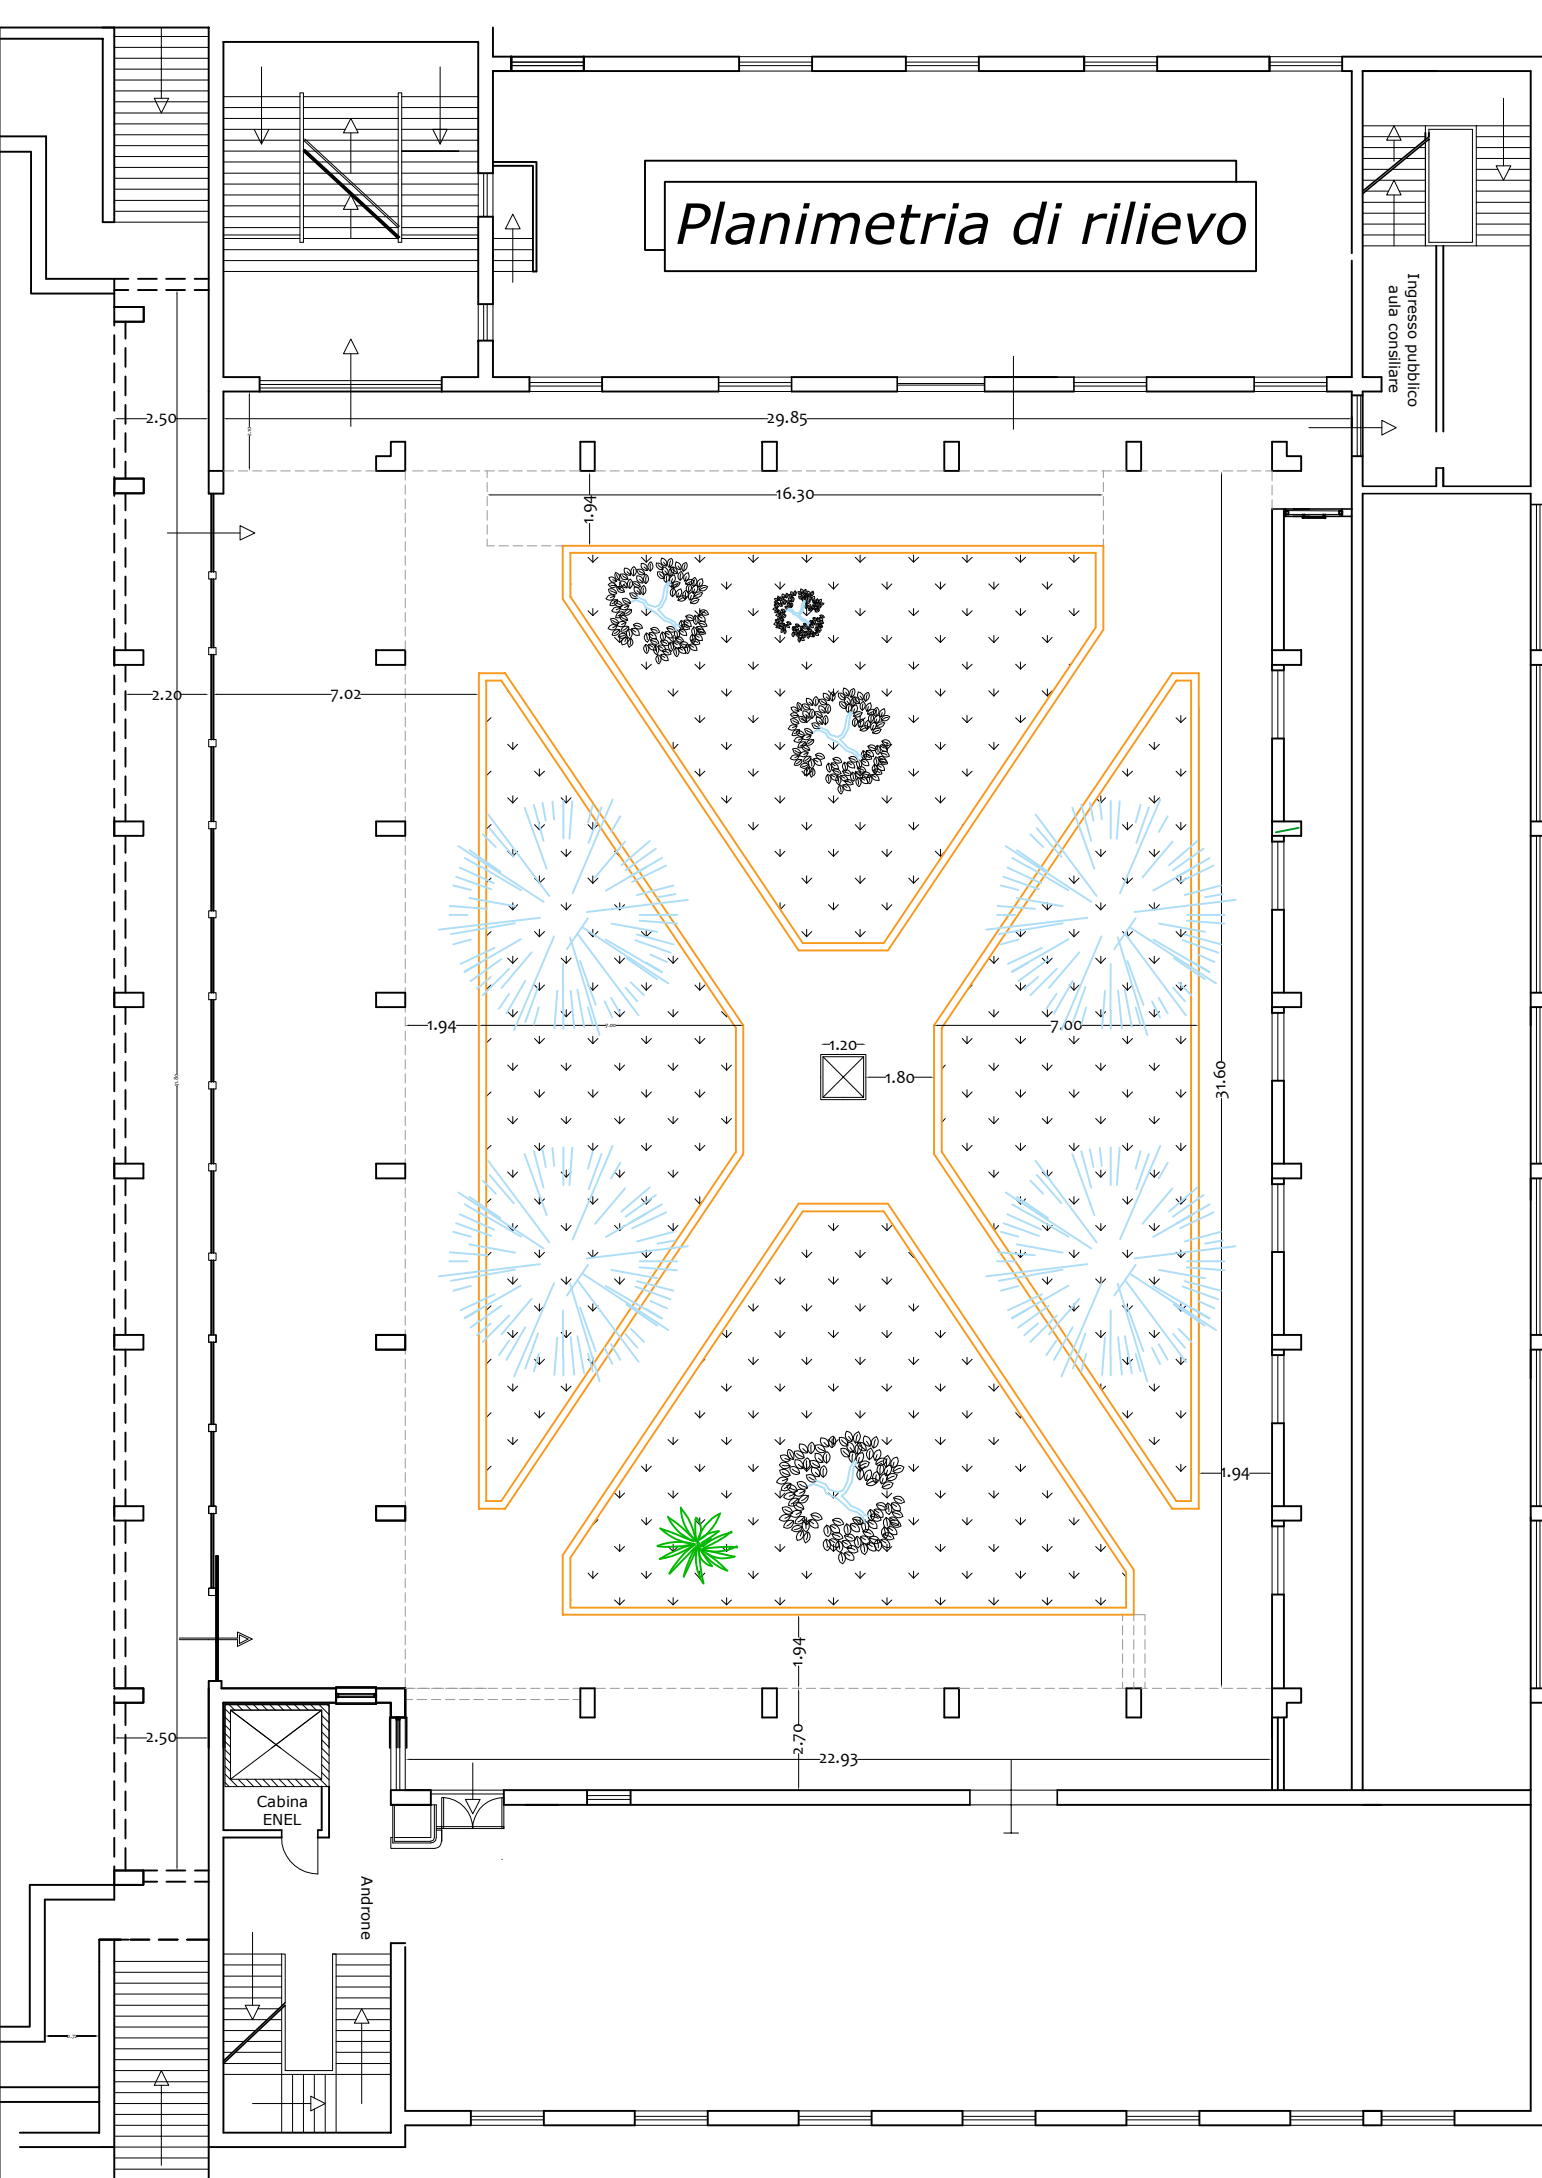 Planimetria di rilievo
Ingresso pubblico
aula consiliare
2.50
29.85
16.30
1.94
2.20
7.02
1.94
7.00
1.20
1.80
31.60
1.94
1.94
2.70
2.50
22.93
Cabina
ENEL
Androne